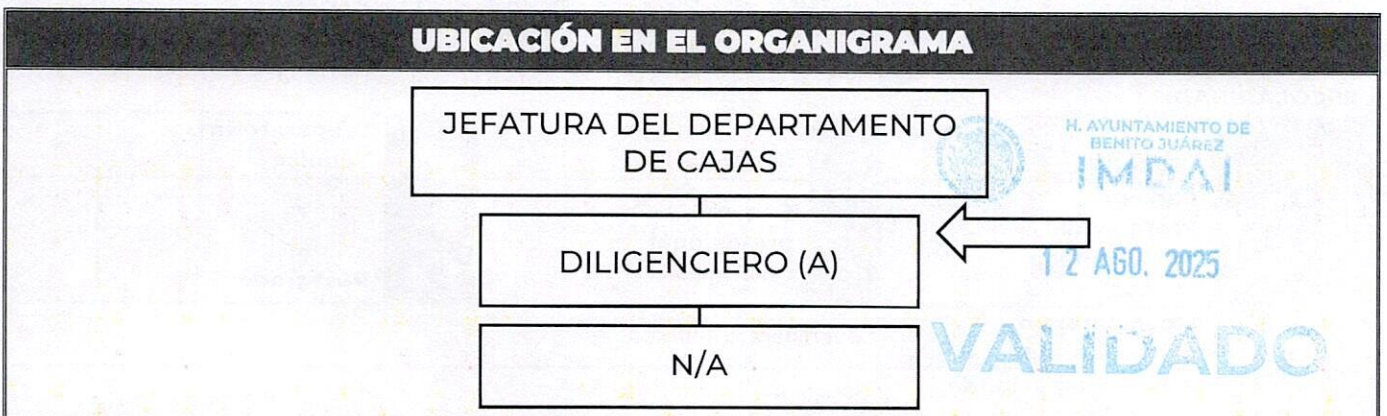 UBICACIÓN EN EL ORGANIGRAMA
JEFATURA DEL DEPARTAMENTO
DE CAJAS
H. AYUNTAMIENTO DE
BENITO JUÁREZ
IMDAI
DILIGENCIERO (A)
12 AGO. 2025
N/A
VALIDADO